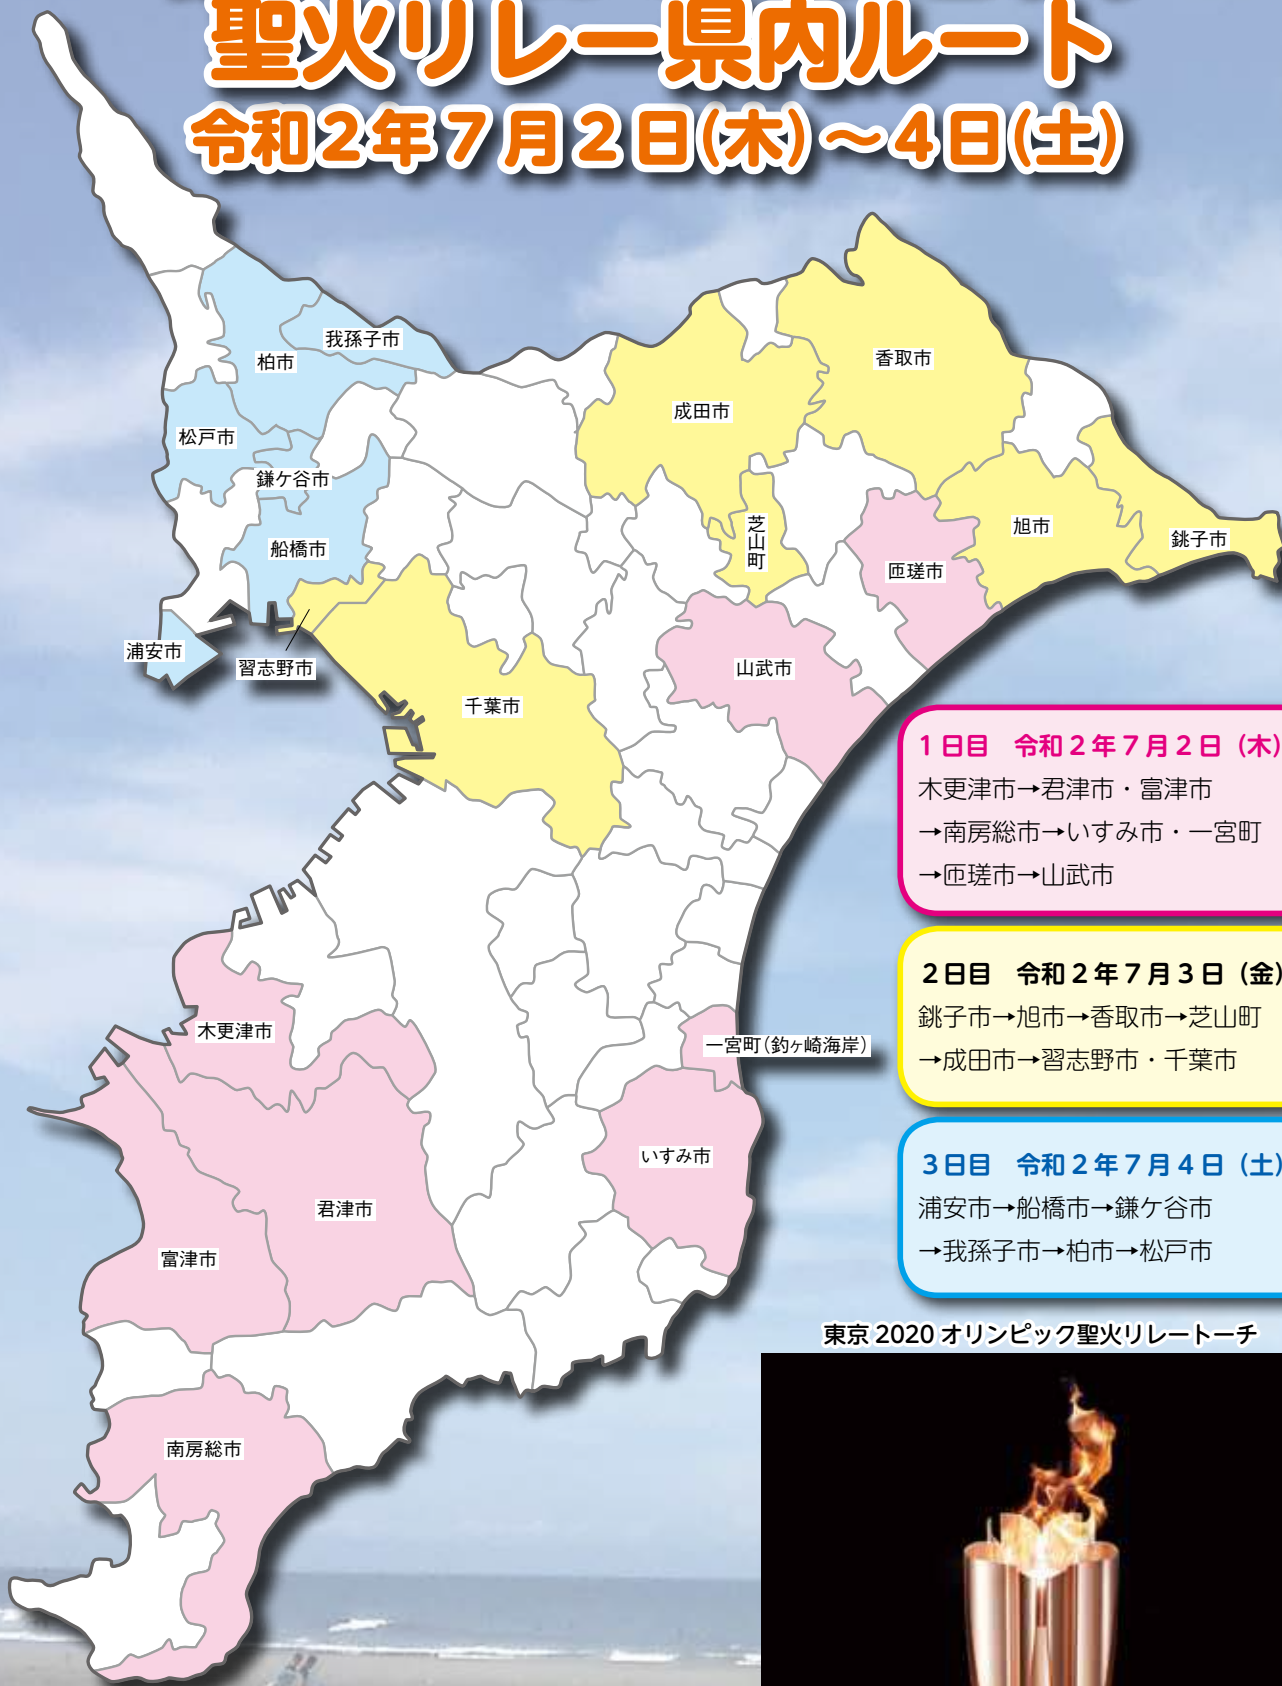 聖火リレー県内ルート
令和2年7月2日(木)～4日(土)
我孫子市
柏市
香取市
成田市
松戸市
鎌ケ谷市
芝山町
旭市
銚子市
船橋市
匝瑳市
浦安市
習志野市
山武市
千葉市
木更津市
一宮町(釣ヶ崎海岸)
いすみ市
君津市
富津市
南房総市
1日目　令和2年7月2日（木）
木更津市→君津市・富津市
→南房総市→いすみ市・一宮町
→匝瑳市→山武市
2日目　令和2年7月3日（金）
銚子市→旭市→香取市→芝山町
→成田市→習志野市・千葉市
3日目　令和2年7月4日（土）
浦安市→船橋市→鎌ケ谷市
→我孫子市→柏市→松戸市
東京2020オリンピック聖火リレートーチ